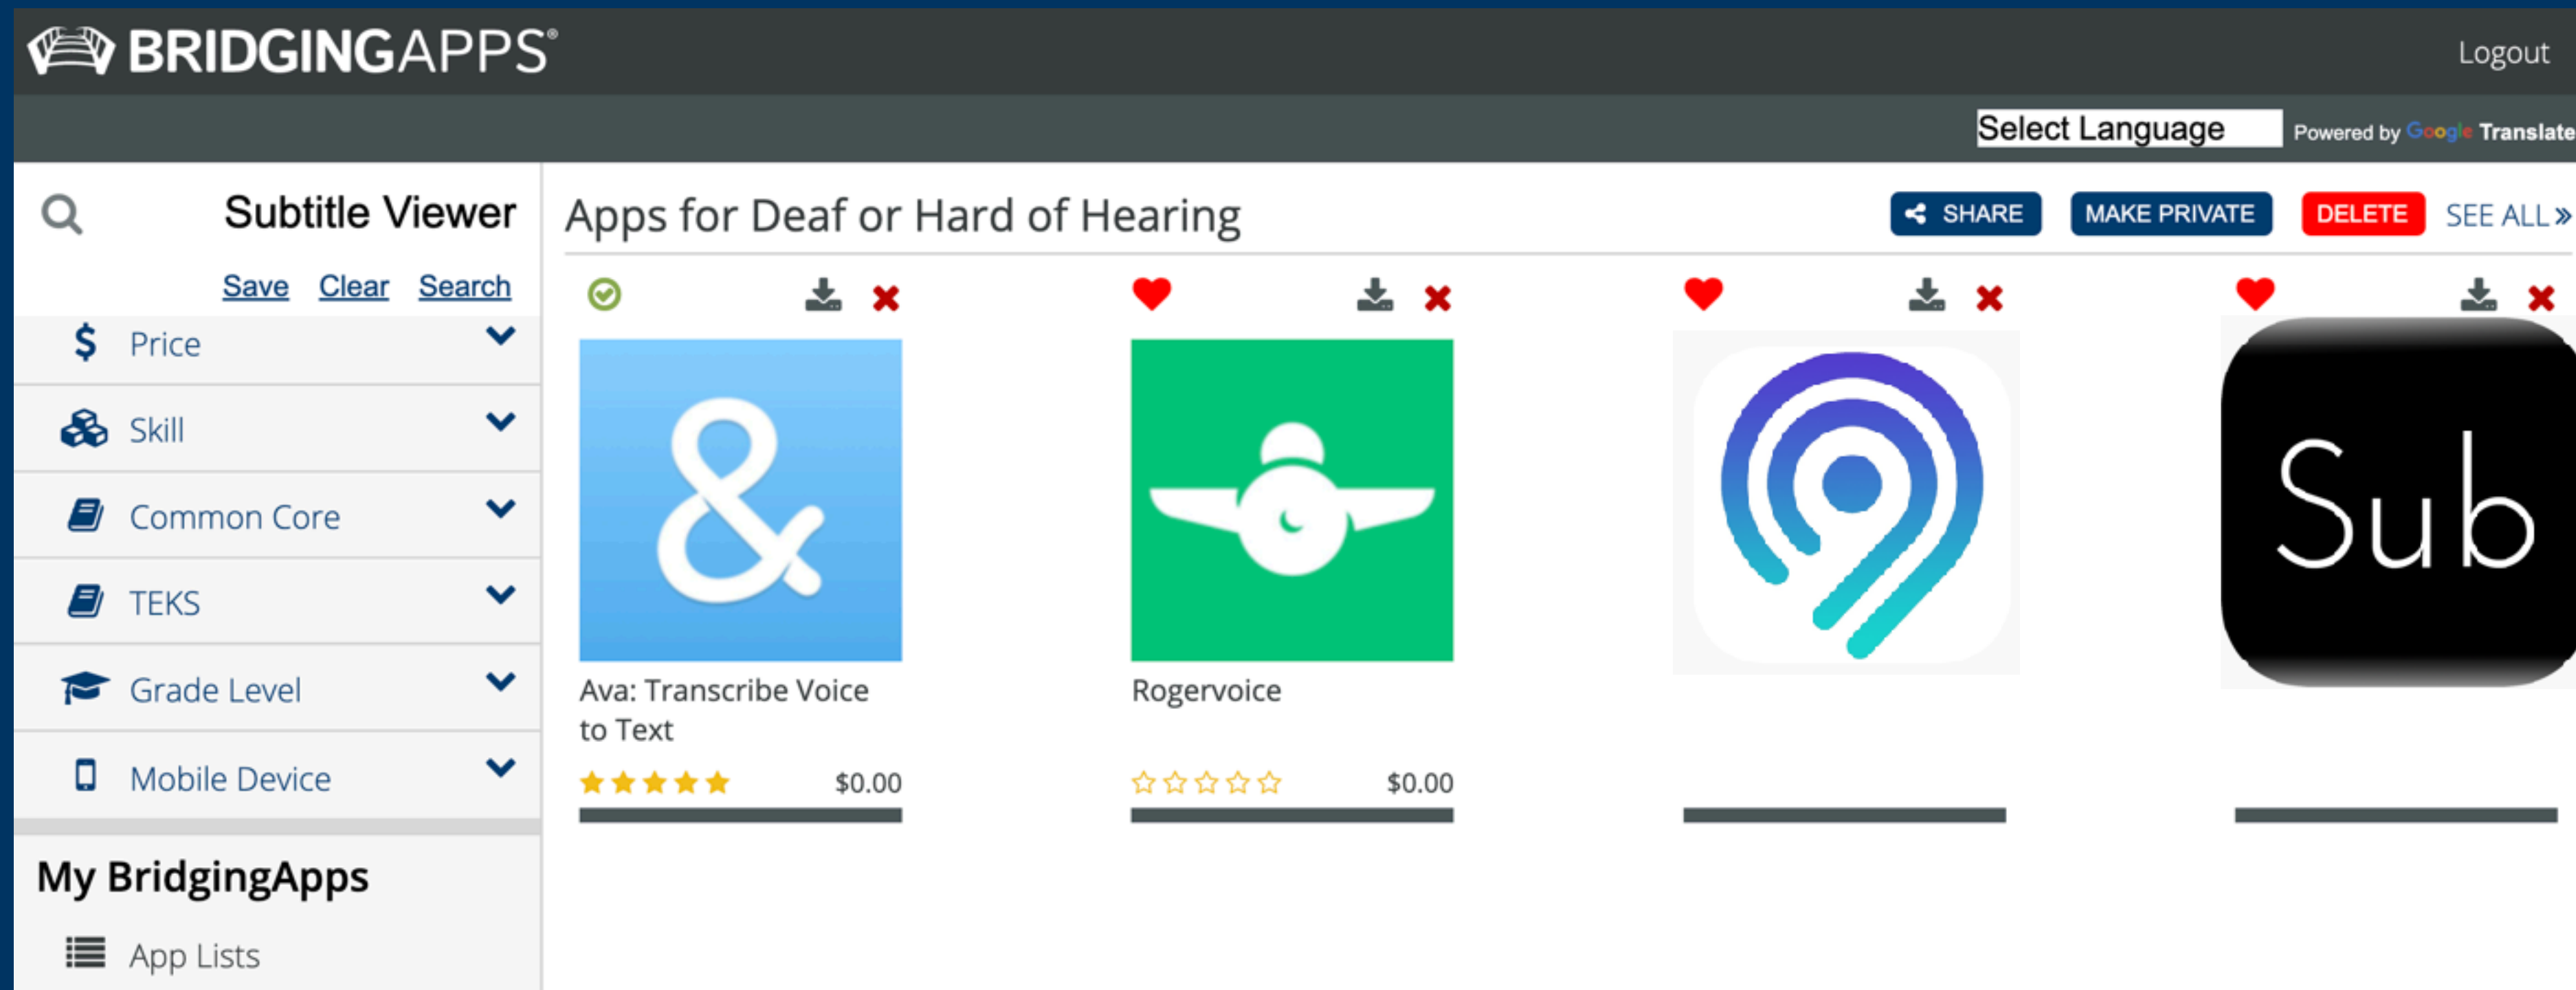 BRIDGINGAPPS®
Logout
Select Language
Powered by Google Translate
Subtitle Viewer
Save Clear Search
Price
Skill
Common Core
TEKS
Grade Level
Mobile Device
My BridgingApps
App Lists
Apps for Deaf or Hard of Hearing
SHARE MAKE PRIVATE DELETE SEE ALL »
&
Sub
Ava: Transcribe Voice
to Text
$0.00
Rogervoice
$0.00